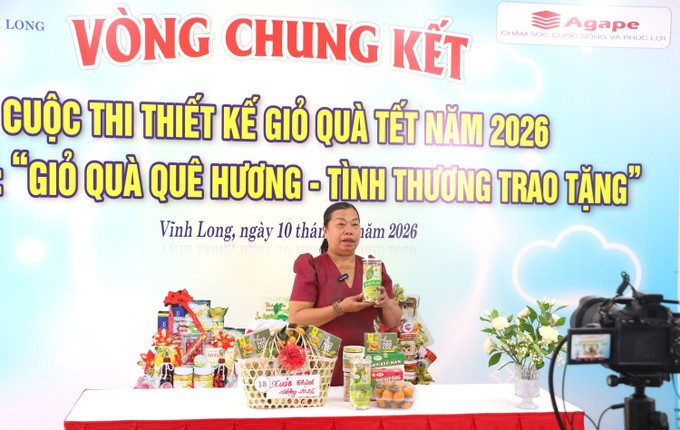 LONG
Agape
CHĂM SÓC CUỘC SỐNG VÀ PHÚC LỢI
VÒNG CHUNG KẾT
CUỘC THI THIẾT KẾ GIỎ QUÀ TẾT NĂM 2026
: “GIỎ QUÀ QUÊ HƯƠNG - TÌNH THƯƠNG TRAO TẶNG”
Vĩnh Long, ngày 10 thán năm 2026
18